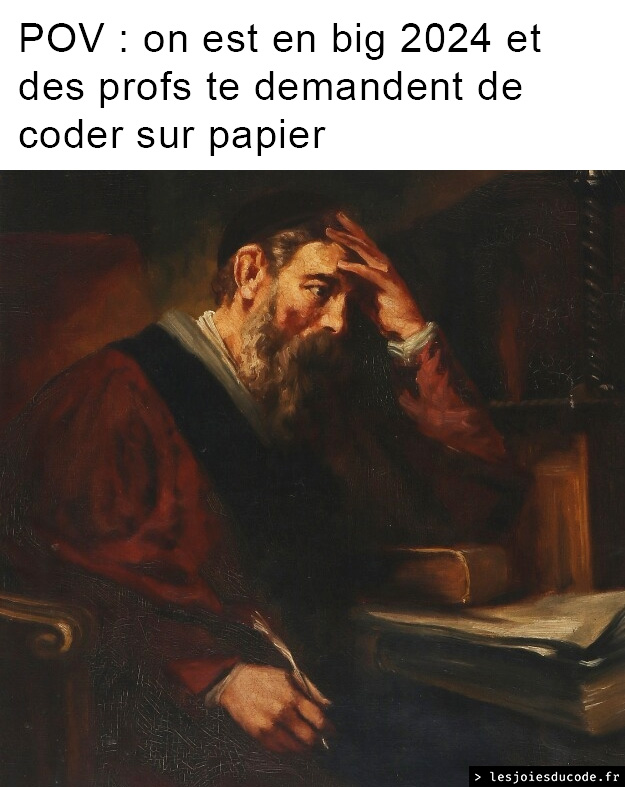 POV : on est en big 2024 et
des profs te demandent de
coder sur papier
> lesjoiesducode.fr